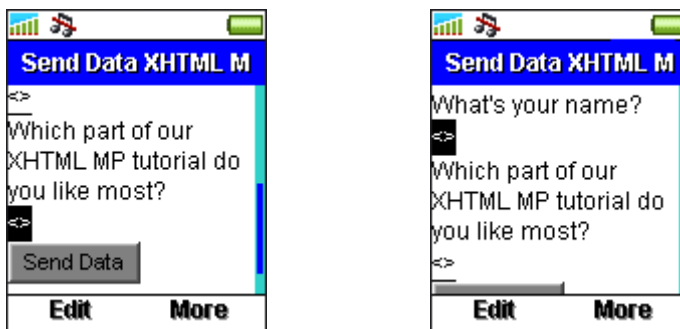 Send Data XHTML M
<>
Which part of our
XHTML MP tutorial do
you like most?
<>
Send Data
Edit More
Send Data XHTML M
What's your name?
<>
Which part of our
XHTML MP tutorial do
you like most?
<>
Edit More